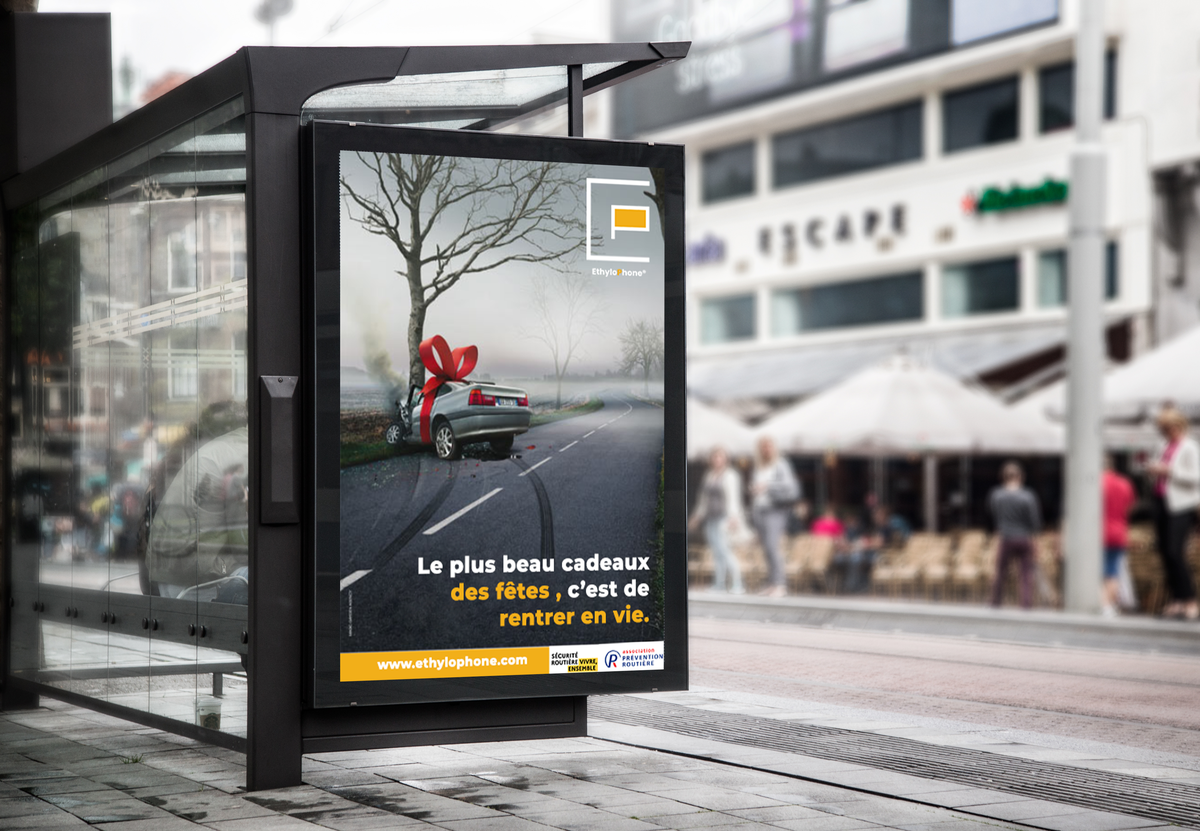 Ethylophone®
Le plus beau cadeaux
des fêtes , c'est de
rentrer en vie.
www.ethylophone.com
SÉCURITÉ
ROUTIÈRE VIVRE,
ENSEMBLE
association
PRÉVENTION
ROUTIÈRE
ESCAPE
Heineken